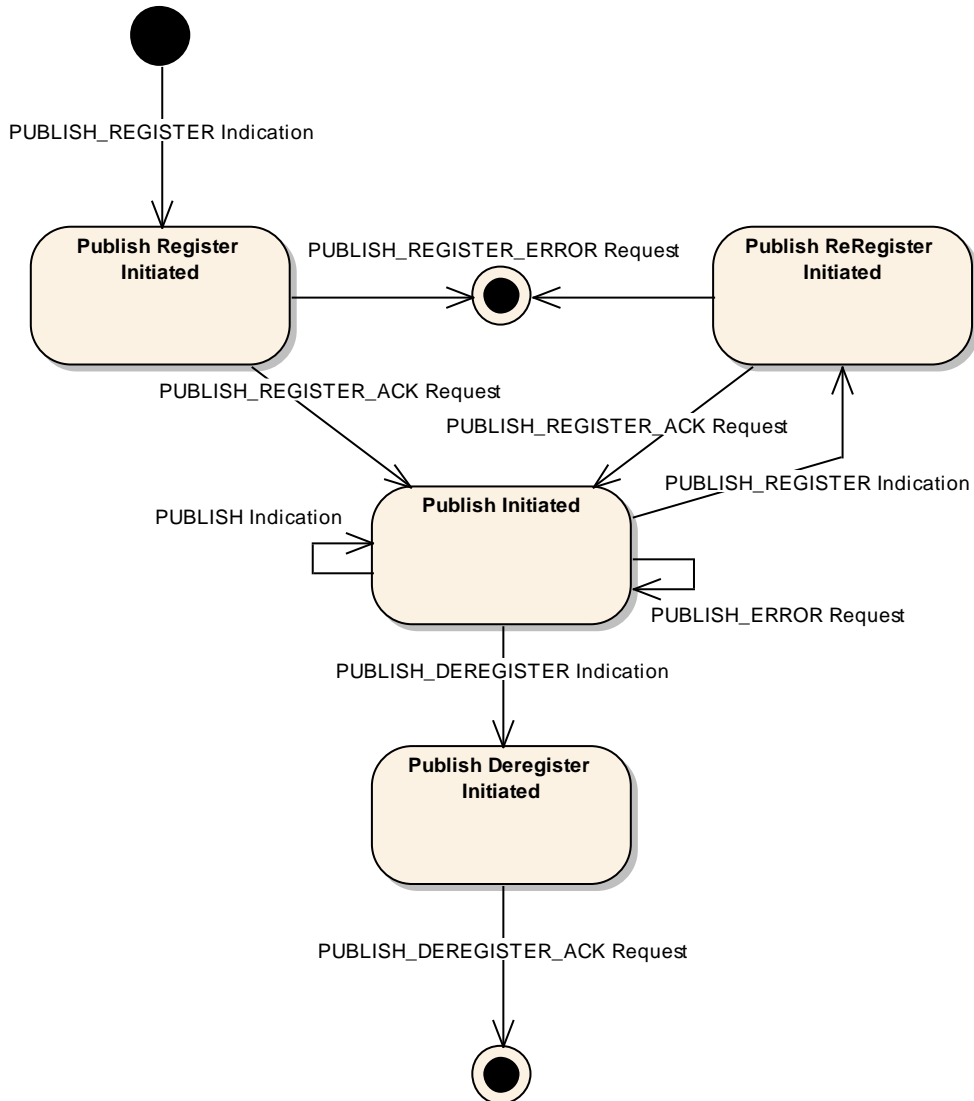 PUBLISH_REGISTER Indication
Publish Register
Initiated
PUBLISH_REGISTER_ERROR Request
Publish ReRegister
Initiated
PUBLISH_REGISTER_ACK Request
PUBLISH_REGISTER_ACK Request
PUBLISH_REGISTER Indication
Publish Initiated
PUBLISH Indication
PUBLISH_ERROR Request
PUBLISH_DEREGISTER Indication
Publish Deregister
Initiated
PUBLISH_DEREGISTER_ACK Request